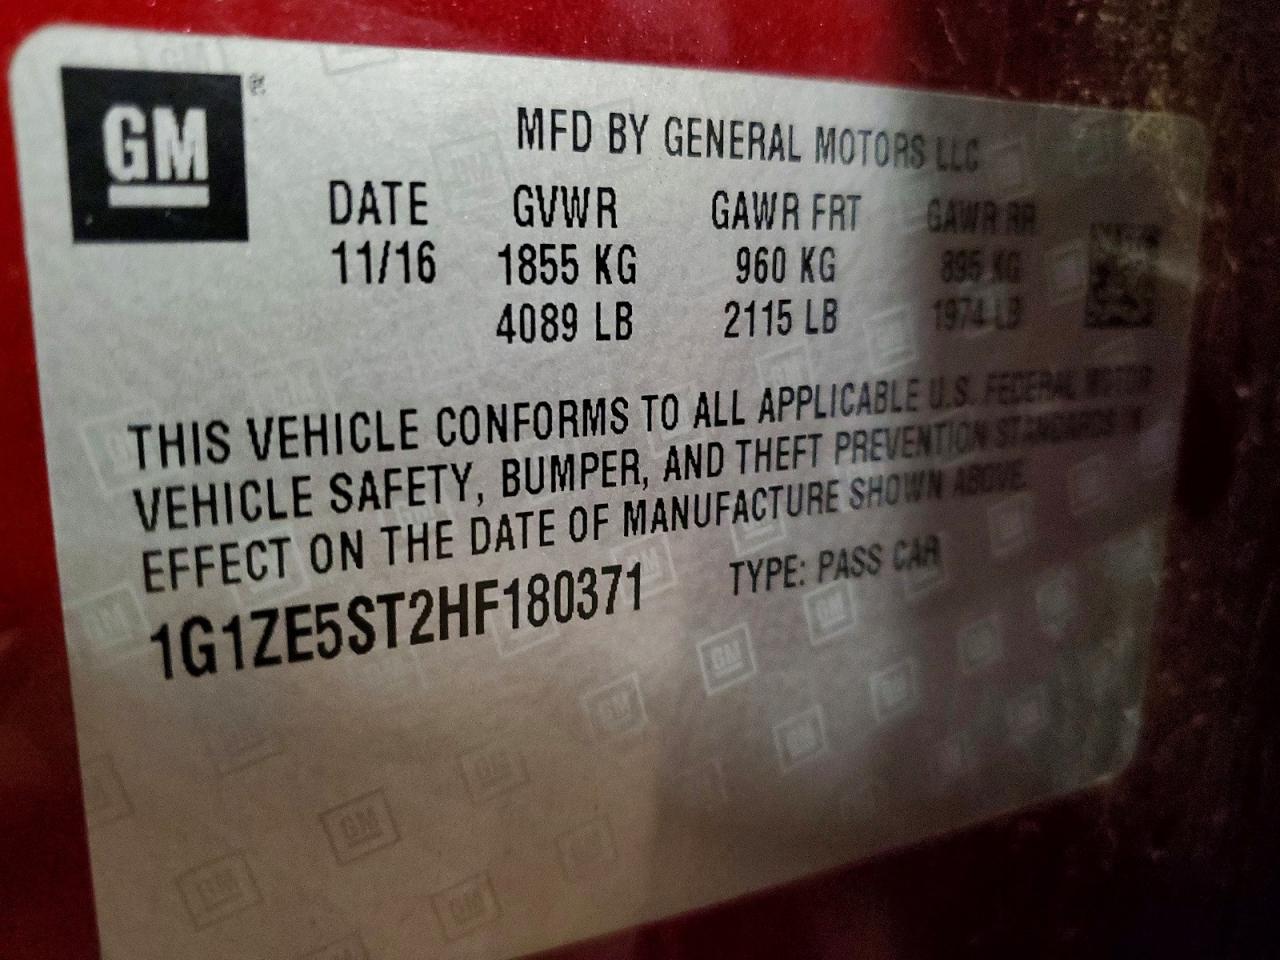 GM
MFD BY GENERAL MOTORS LLC
DATE GVWR GAWR FRT GAWR RR
11/16 1855 KG 960 KG 895 KG
4089 LB 2115 LB 1974 LB
THIS VEHICLE CONFORMS TO ALL APPLICABLE U.S. FEDERAL MOTOR
VEHICLE SAFETY, BUMPER, AND THEFT PREVENTION STANDARDS IN
EFFECT ON THE DATE OF MANUFACTURE SHOWN ABOVE.
1G1ZE5ST2HF180371 TYPE: PASS CAR